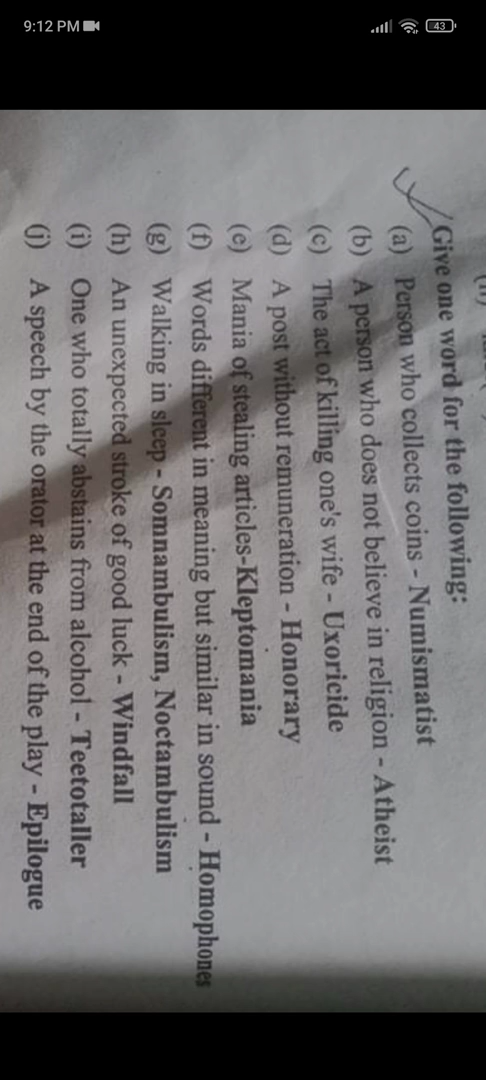 9:12 PM
43
Give one word for the following:
(a) Person who collects coins - Numismatist
(b) A person who does not believe in religion - Atheist
(c) The act of killing one's wife - Uxoricide
(d) A post without remuneration - Honorary
(e) Mania of stealing articles-Kleptomania
(f) Words different in meaning but similar in sound - Homophones
(g) Walking in sleep - Somnambulism, Noctambulism
(h) An unexpected stroke of good luck - Windfall
(i) One who totally abstains from alcohol - Teetotaller
(j) A speech by the orator at the end of the play - Epilogue